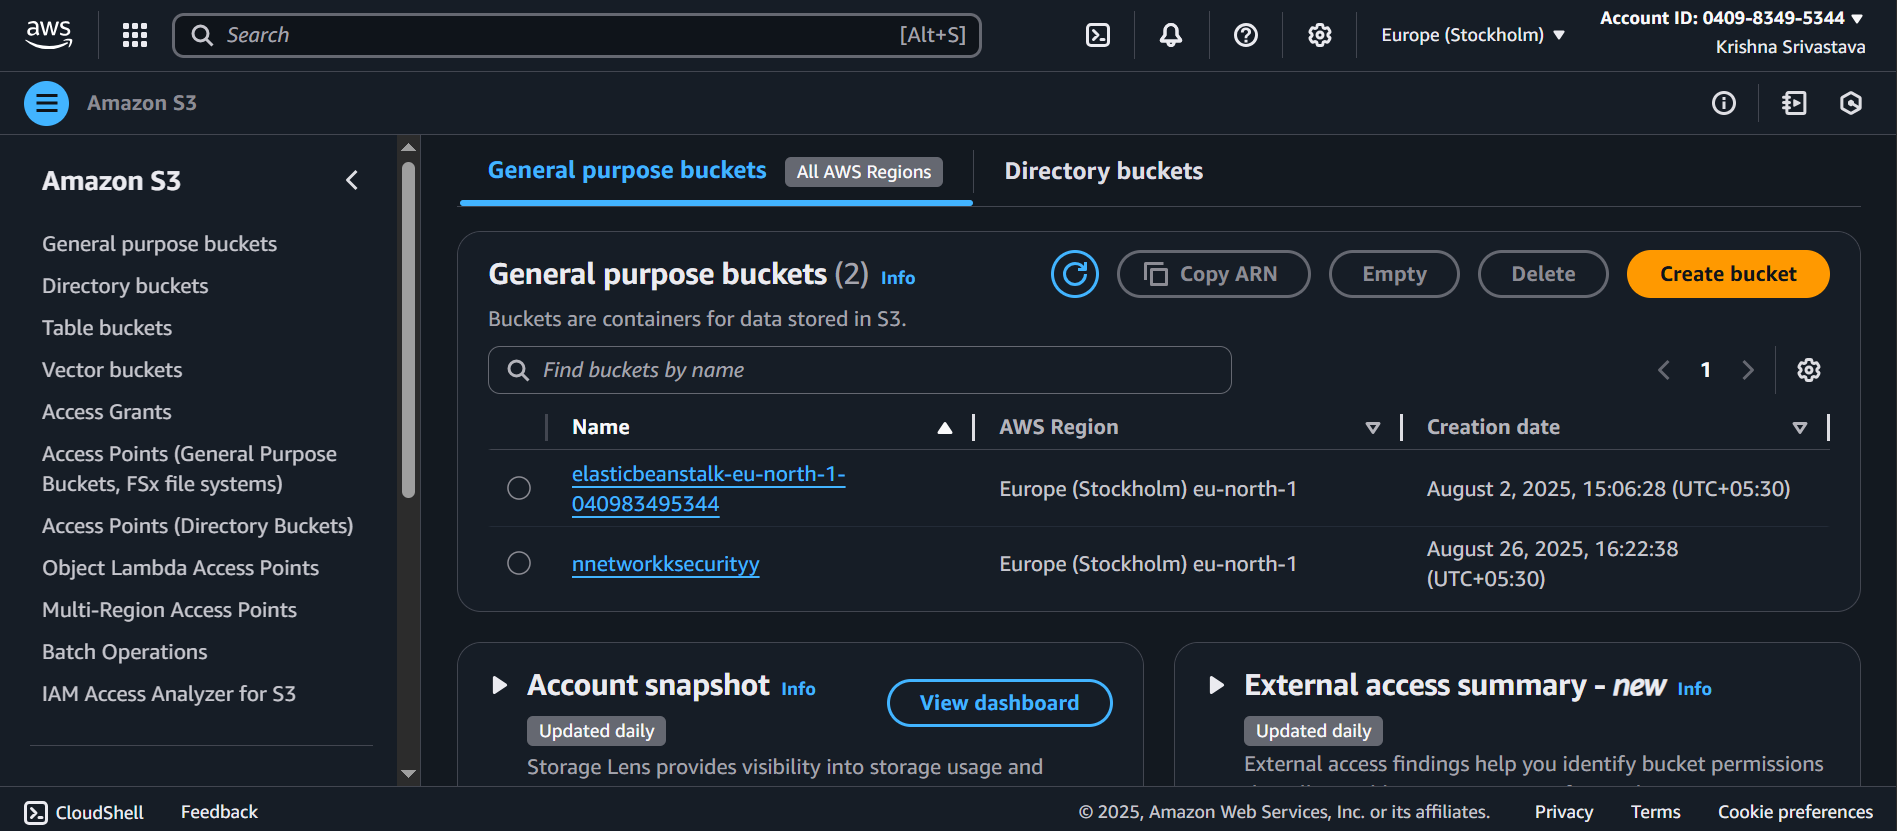 aws
Search [Alt+S]
Europe (Stockholm)
Account ID: 0409-8349-5344
Krishna Srivastava
Amazon S3
Amazon S3
General purpose buckets
Directory buckets
Table buckets
Vector buckets
Access Grants
Access Points (General Purpose
Buckets, FSx file systems)
Access Points (Directory Buckets)
Object Lambda Access Points
Multi-Region Access Points
Batch Operations
IAM Access Analyzer for S3
General purpose buckets All AWS Regions Directory buckets
General purpose buckets (2) Info
Copy ARN Empty Delete Create bucket
Buckets are containers for data stored in S3.
Find buckets by name
1
Name AWS Region Creation date
elasticbeanstalk-eu-north-1-
040983495344
Europe (Stockholm) eu-north-1
August 2, 2025, 15:06:28 (UTC+05:30)
nnetworkksecurityy
Europe (Stockholm) eu-north-1
August 26, 2025, 16:22:38
(UTC+05:30)
Account snapshot Info
View dashboard
Updated daily
Storage Lens provides visibility into storage usage and
External access summary - new Info
Updated daily
External access findings help you identify bucket permissions
CloudShell Feedback © 2025, Amazon Web Services, Inc. or its affiliates. Privacy Terms Cookie preferences